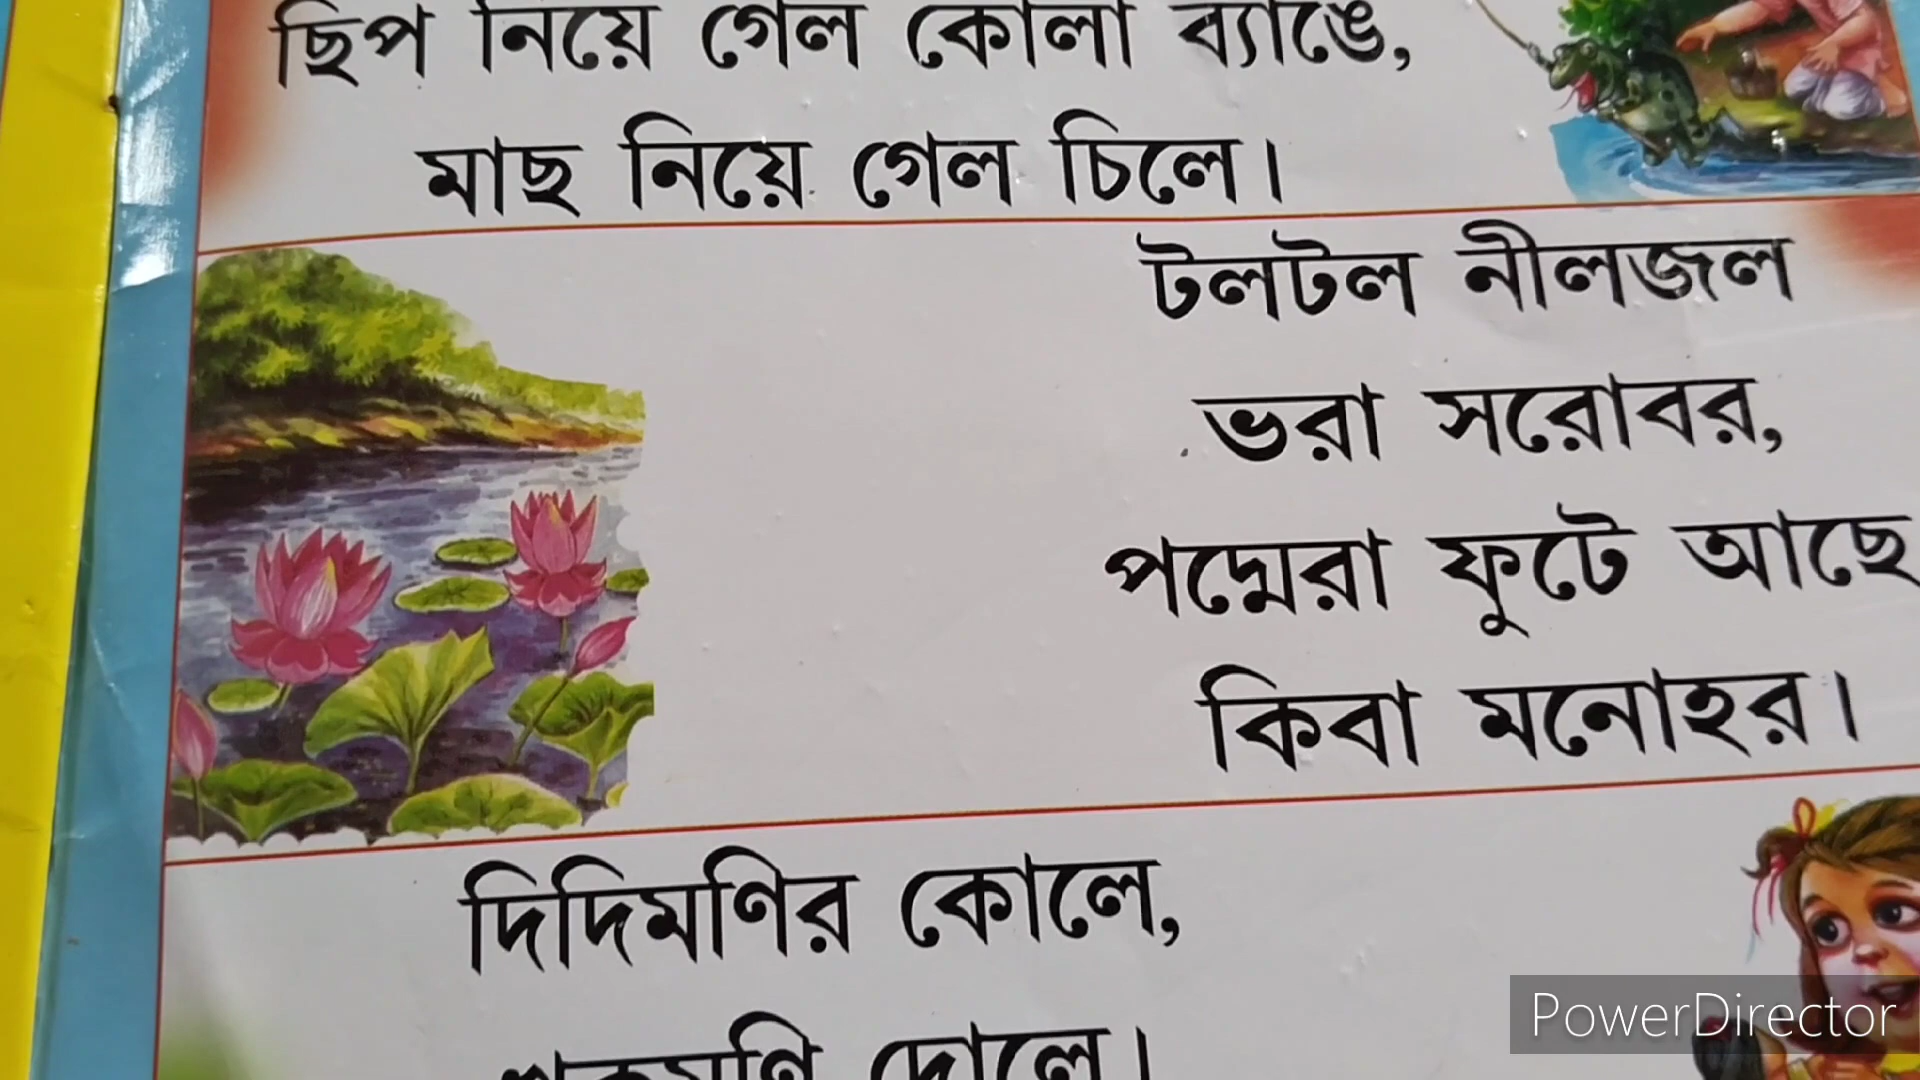 ছিপ নিয়ে গেল কোলা ব্যাঙে,
মাছ নিয়ে গেল চিলে।
টলটল নীলজল
ভরা সরোবর,
পদ্মেরা ফুটে আছে
কিবা মনোহর।
দিদিমণির কোলে,
দোলে।
PowerDirector